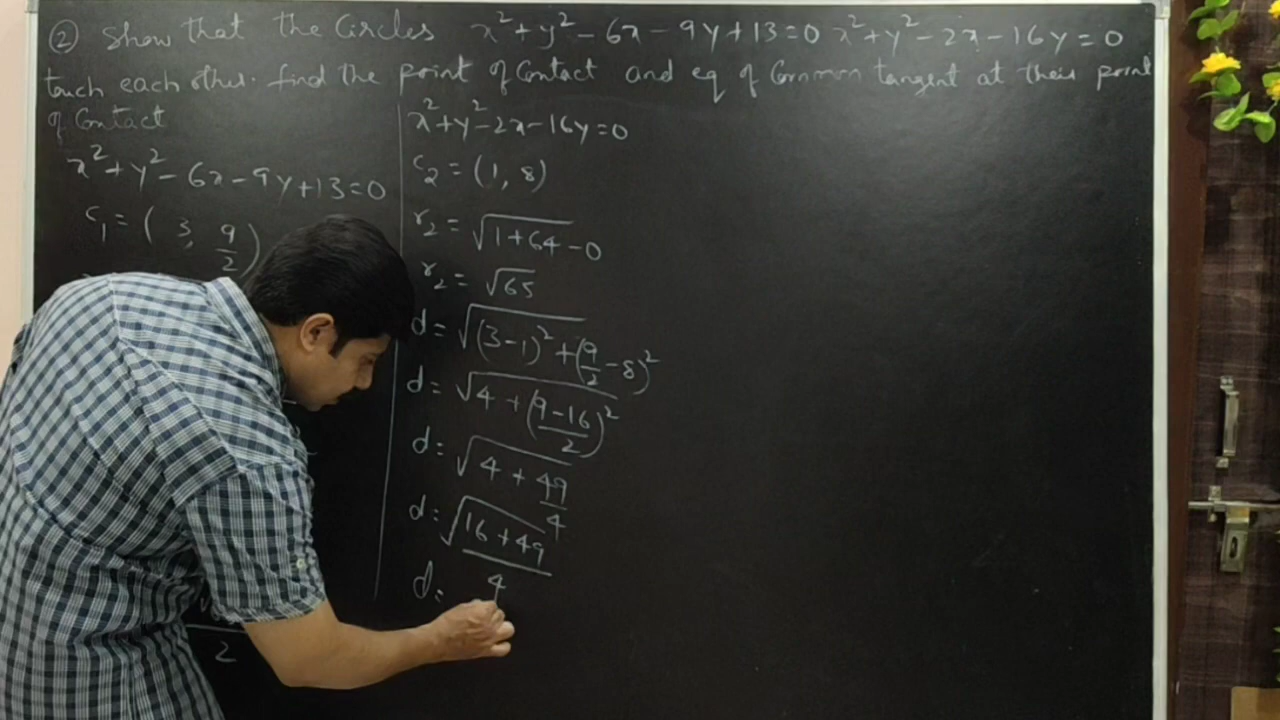 ② Show that the Circles x²+y²-6x-9y+13=0 x²+y²-2x-16y=0
touch each other. find the point of Contact and eq of Common tangent at their point
of Contact
x²+y²-6x-9y+13=0
c₁ = (3, 9/2)
2
x²+y²-2x-16y=0
c₂ = (1, 8)
r₂ = √1+64-0
r₂ = √65
d = √(3-1)²+(9/2-8)²
d = √4+(9-16/2)²
d = √4+49/4
d = √16+49/4
d =